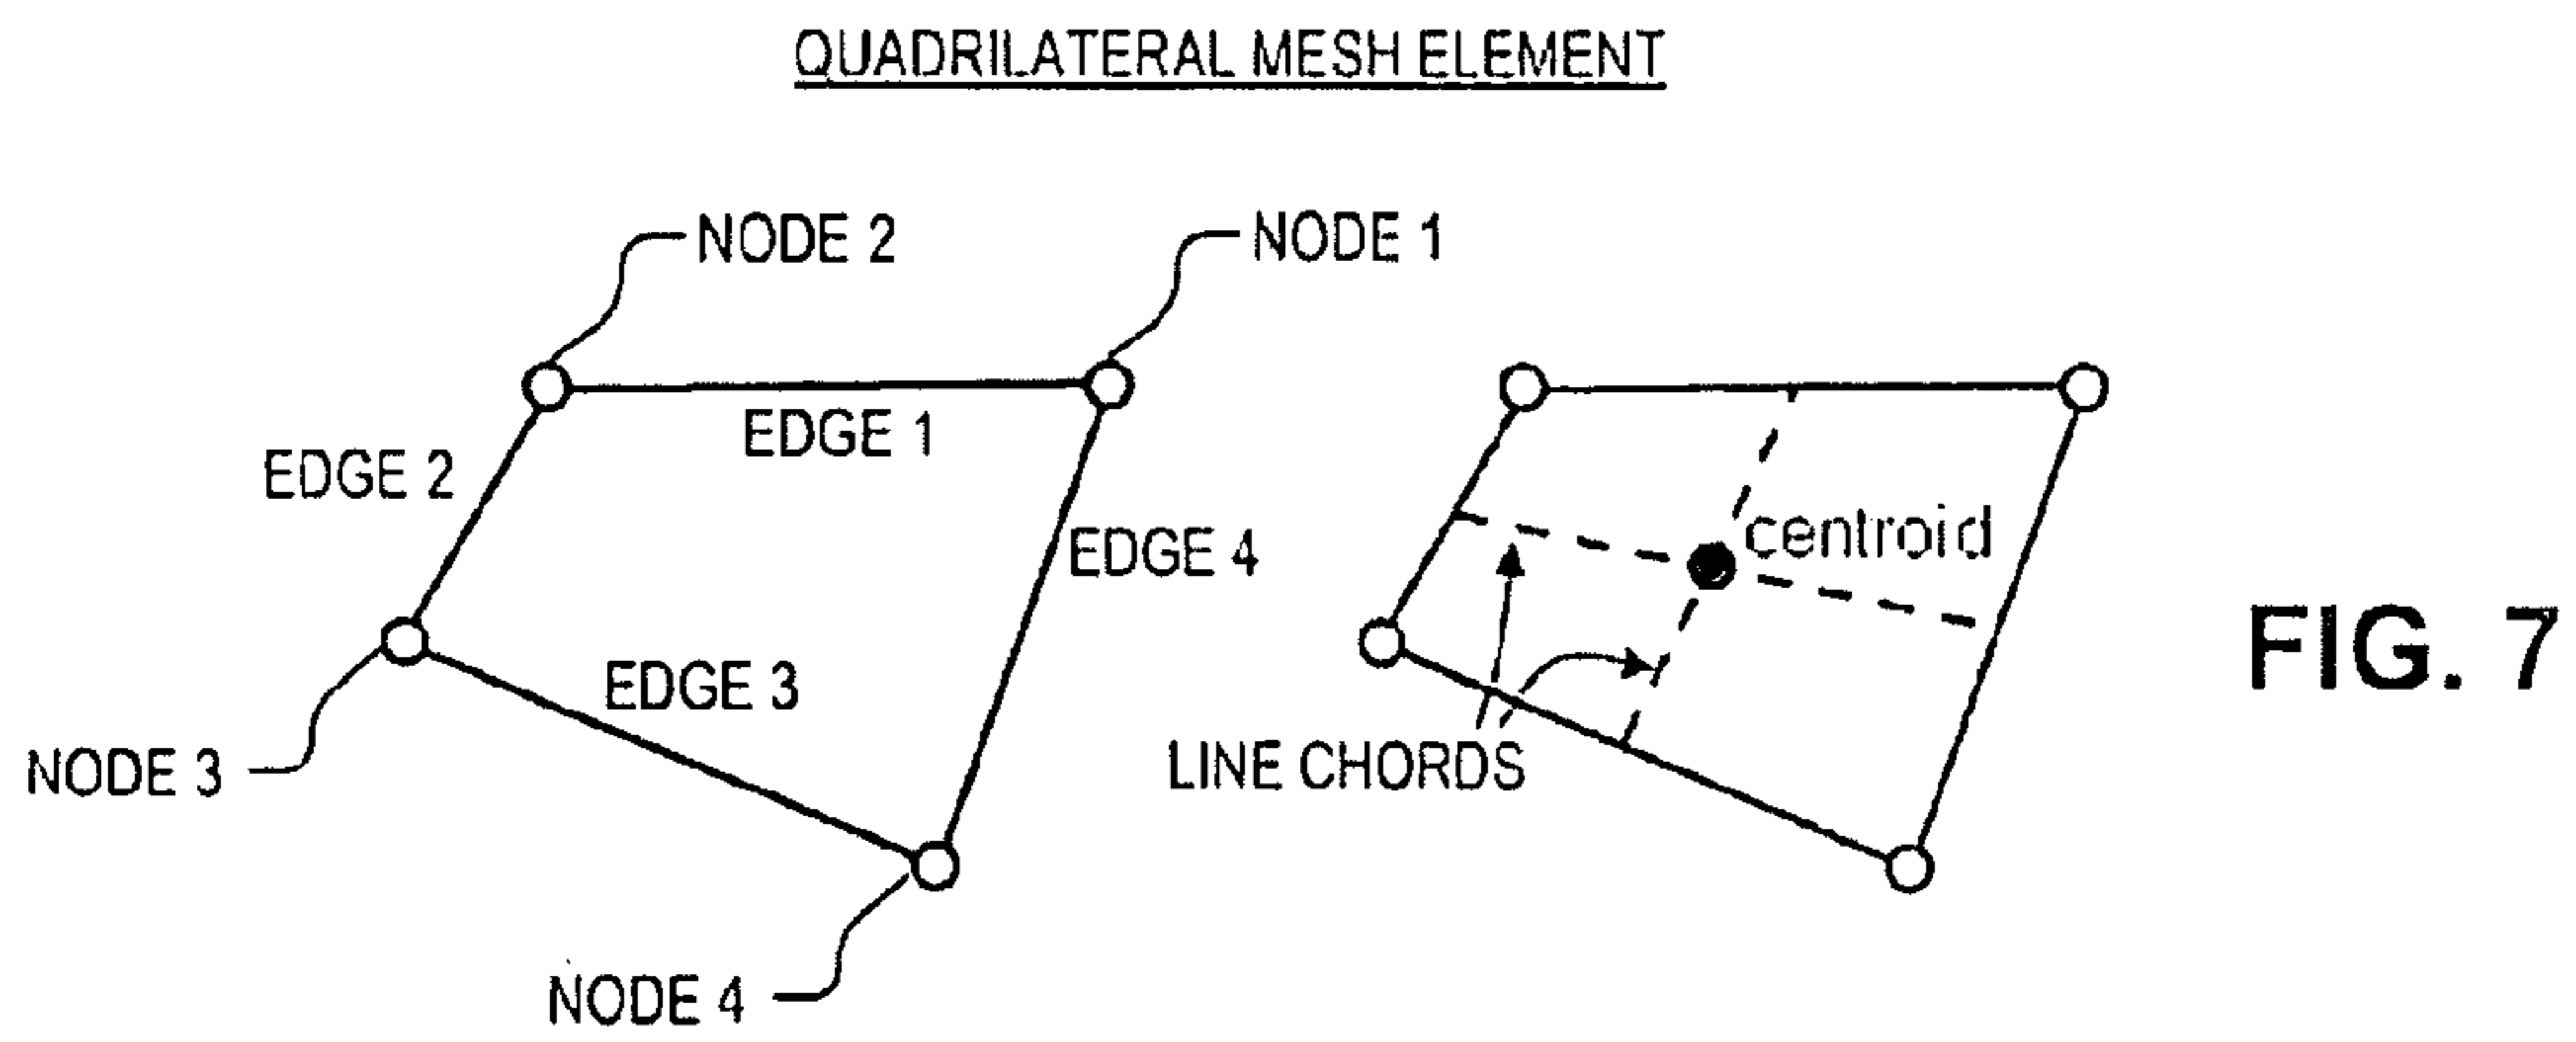 QUADRILATERAL MESH ELEMENT
NODE 2
NODE 1
EDGE 1
EDGE 2
EDGE 4
EDGE 3
NODE 3
NODE 4
centroid
LINE CHORDS
FIG. 7